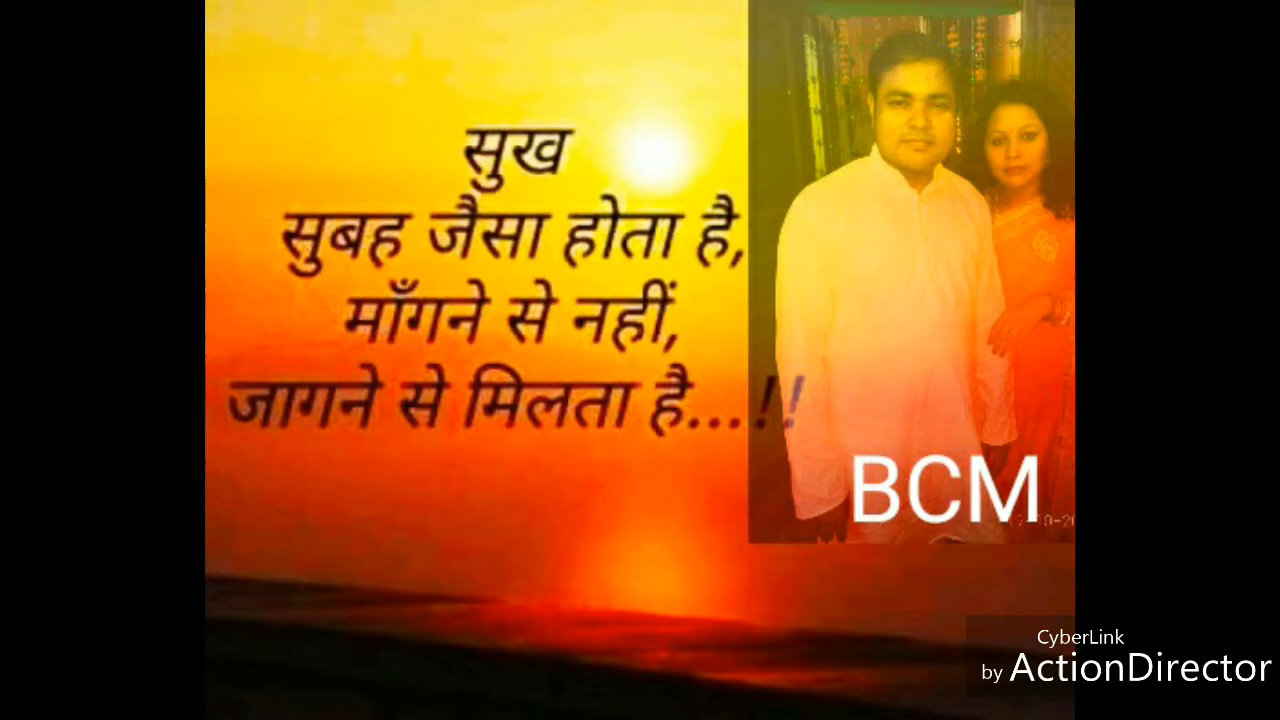 सुख
सुबह जैसा होता है,
माँगने से नहीं,
जागने से मिलता है...!!
BCM
CyberLink
by ActionDirector